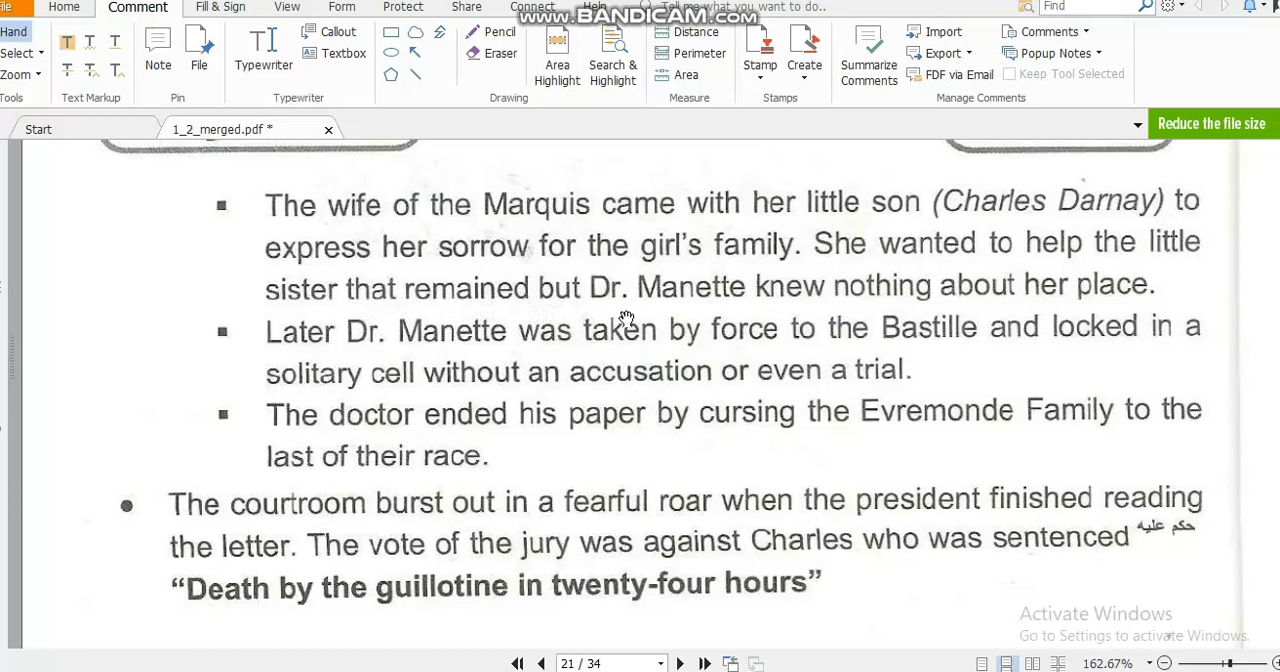 www.BANDICAM.com
File Home Comment Fill & Sign View Form Protect Share Connect Help Tell me what you want to do.. Find
Hand Callout Pencil Distance Import Comments
Select Note File Typewriter Textbox Eraser Area Highlight Search & Highlight Perimeter Stamp Create Summarize Comments Export Popup Notes
Zoom Area FDF via Email Keep Tool Selected
Tools Text Markup Pin Typewriter Drawing Measure Stamps Manage Comments
Start 1_2_merged.pdf * Reduce the file size
▪ The wife of the Marquis came with her little son (Charles Darnay) to
express her sorrow for the girl's family. She wanted to help the little
sister that remained but Dr. Manette knew nothing about her place.
▪ Later Dr. Manette was taken by force to the Bastille and locked in a
solitary cell without an accusation or even a trial.
▪ The doctor ended his paper by cursing the Evremonde Family to the
last of their race.
• The courtroom burst out in a fearful roar when the president finished reading
the letter. The vote of the jury was against Charles who was sentenced حكم عليه
“Death by the guillotine in twenty-four hours”
Activate Windows
Go to Settings to activate Windows.
21 / 34 162.67%